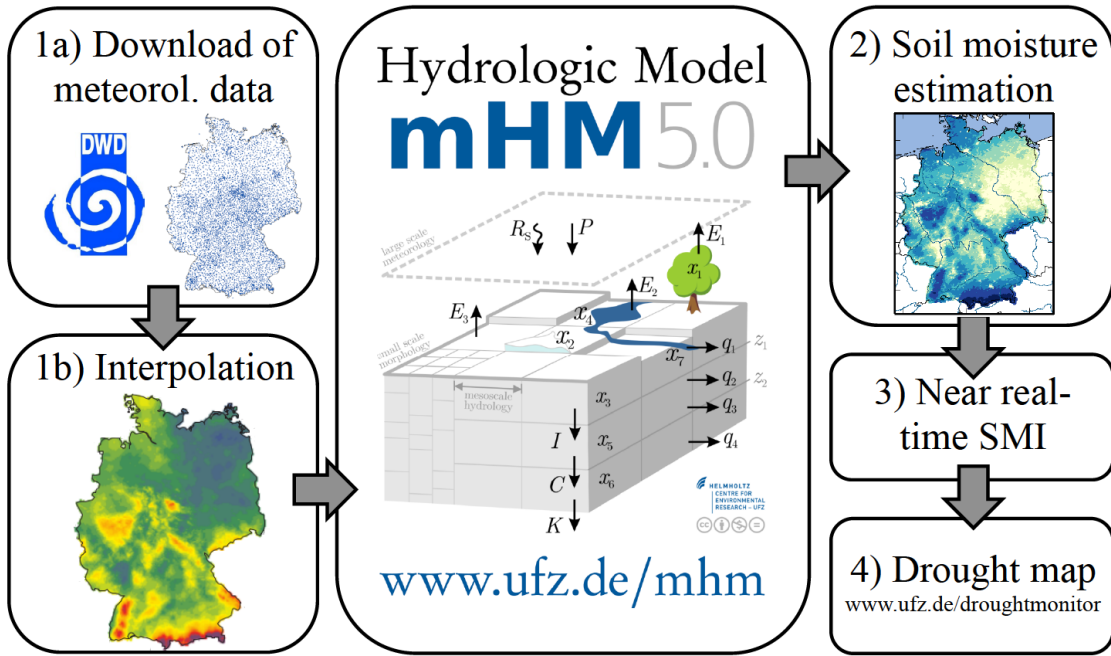 1a) Download of
meteorol. data
DWD
1b) Interpolation
Hydrologic Model
mHM 5.0
large scale
meteorology
R_S
P
E_1
x_1
E_2
E_3
x_4
x_2
small scale
morphology
x_7
q_1
z_1
mesoscale
hydrology
q_2
z_2
x_3
q_3
I
x_5
q_4
C
x_6
K
HELMHOLTZ
CENTRE FOR
ENVIRONMENTAL
RESEARCH – UFZ
cc
www.ufz.de/mhm
2) Soil moisture
estimation
3) Near real-
time SMI
4) Drought map
www.ufz.de/droughtmonitor